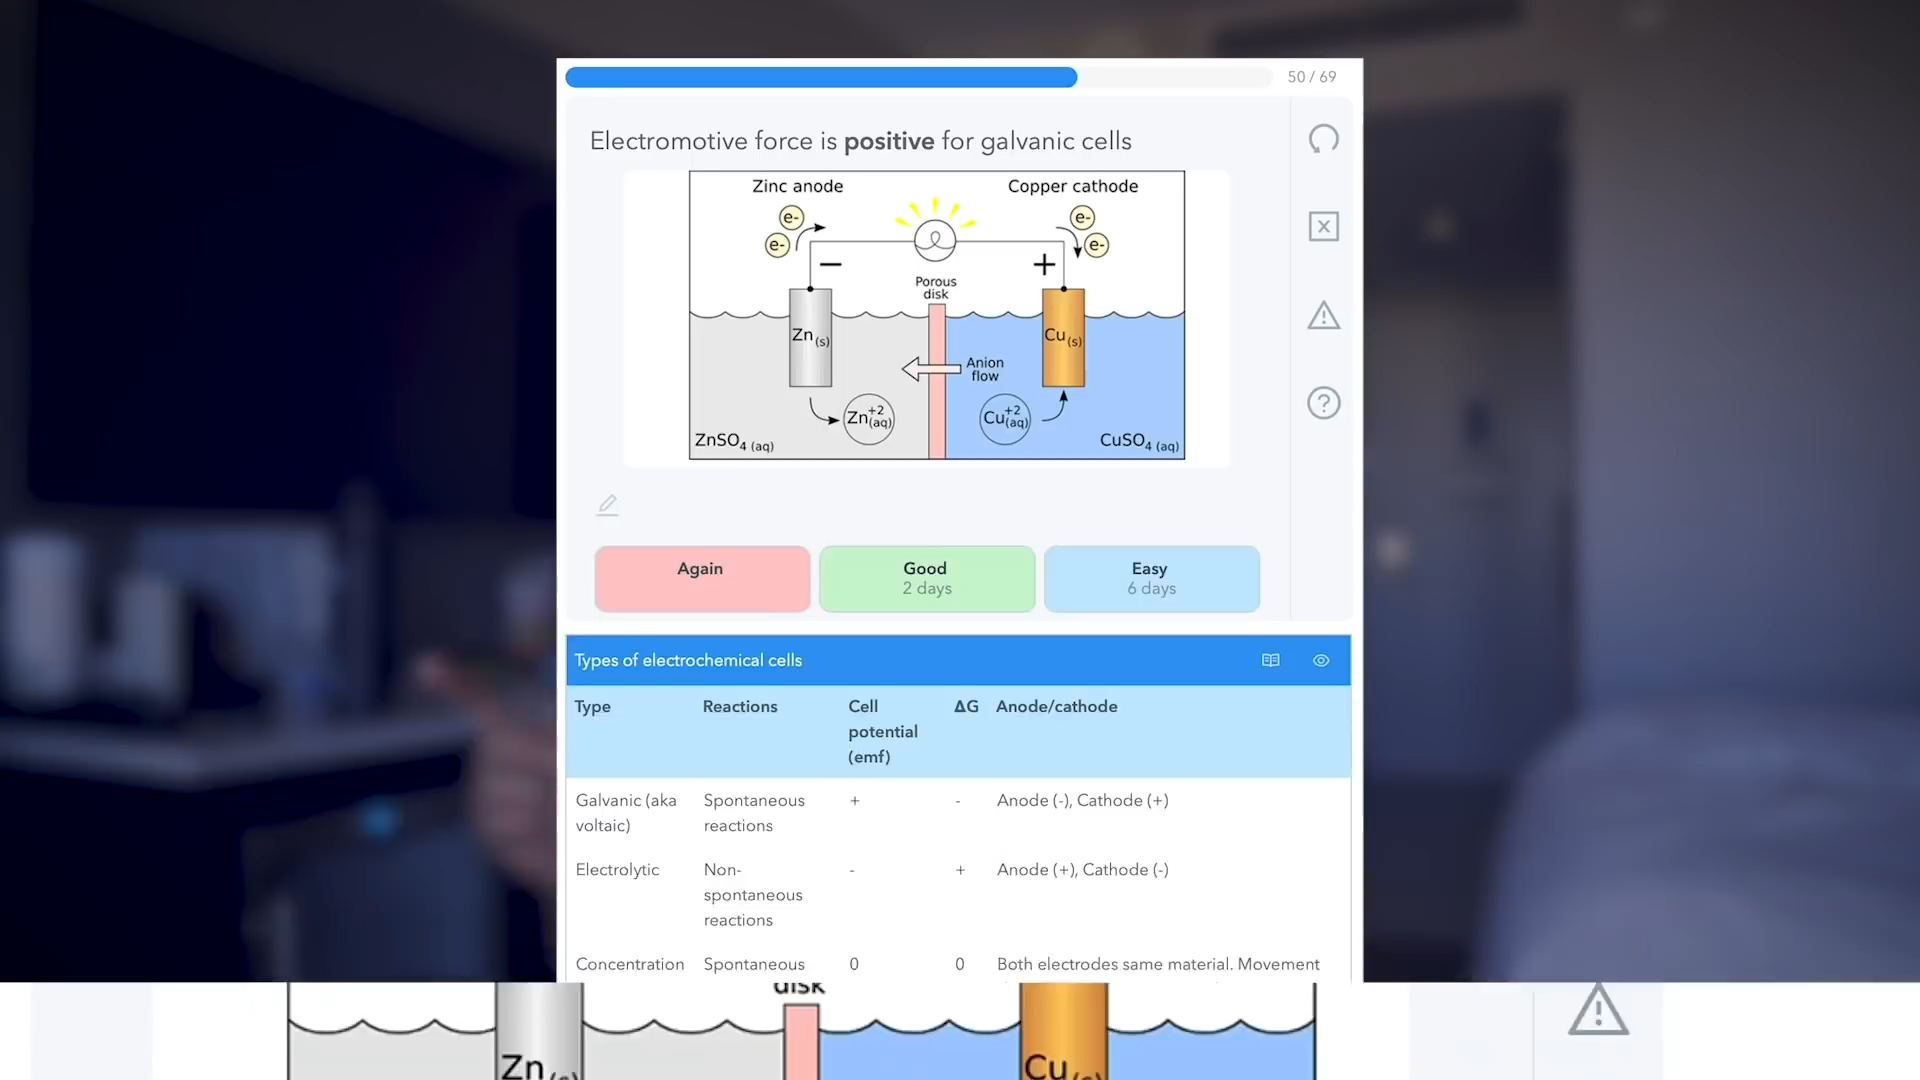 50 / 69
Electromotive force is positive for galvanic cells
Zinc anode
Copper cathode
e-
e-
e-
e-
−
+
Porous
disk
Zn(s)
Cu(s)
Anion
flow
Zn+2(aq)
Cu+2(aq)
ZnSO4 (aq)
CuSO4 (aq)
Again
Good
2 days
Easy
6 days
Types of electrochemical cells
Type Reactions Cell ΔG Anode/cathode
potential
(emf)
Galvanic (aka Spontaneous + - Anode (-), Cathode (+)
voltaic) reactions
Electrolytic Non- - + Anode (+), Cathode (-)
spontaneous
reactions
Concentration Spontaneous 0 0 Both electrodes same material. Movement
disk
Zn(s)
Cu(s)